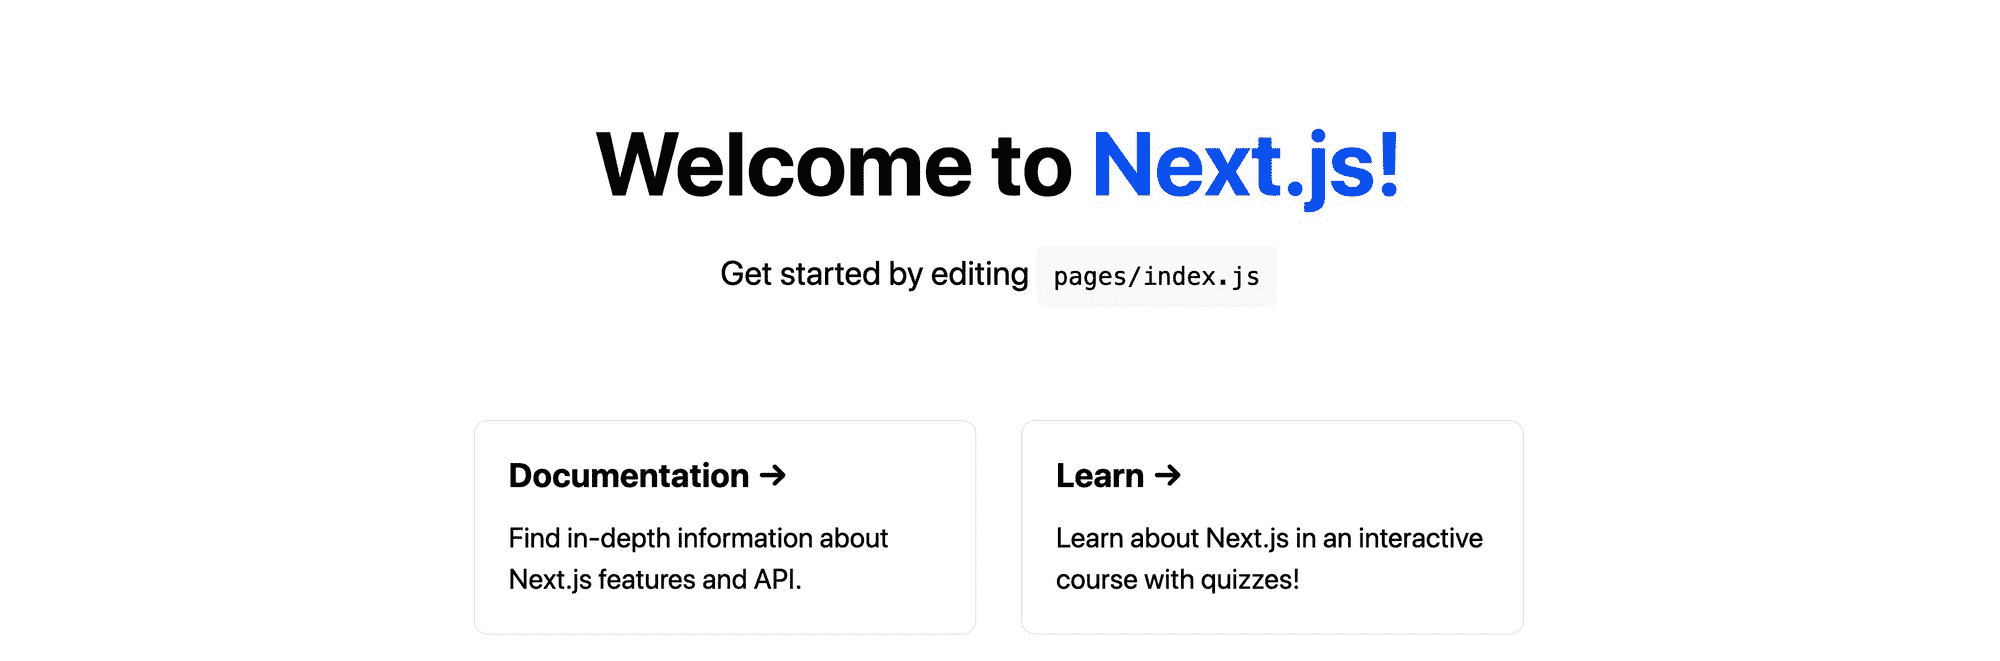 Welcome to Next.js!
Get started by editing pages/index.js
Documentation →
Find in-depth information about
Next.js features and API.
Learn →
Learn about Next.js in an interactive
course with quizzes!